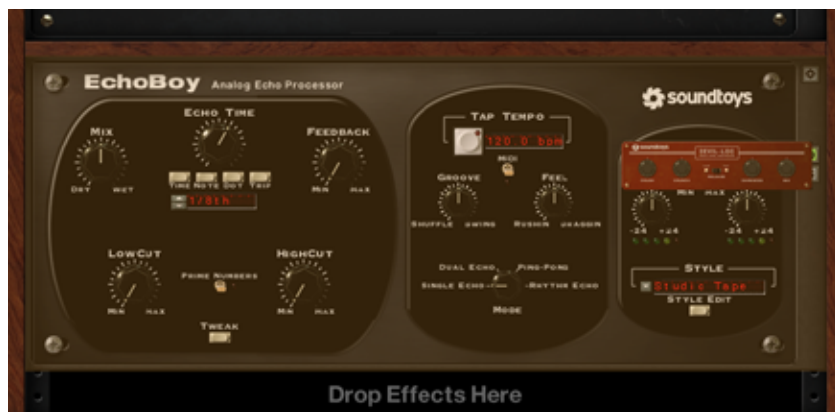 EchoBoy Analog Echo Processor
soundtoys
MIX
DRY WET
ECHO TIME
FEEDBACK
MIN MAX
TIME NOTE DOT TRIP
1/8th
LOWCUT
MIN MAX
PRIME NUMBERS
HIGHCUT
MIN MAX
TWEAK
TAP TEMPO
120.0 bpm
MIDI
GROOVE
SHUFFLE SWING
FEEL
RUSHIN DRAGGIN
DUAL ECHO PING-PONG
SINGLE ECHO RHYTHM ECHO
MODE
soundtoys
DEVIL-LOC
MIN MAX
-24 +24 -24 +24
STYLE
Studio Tape
STYLE EDIT
Drop Effects Here